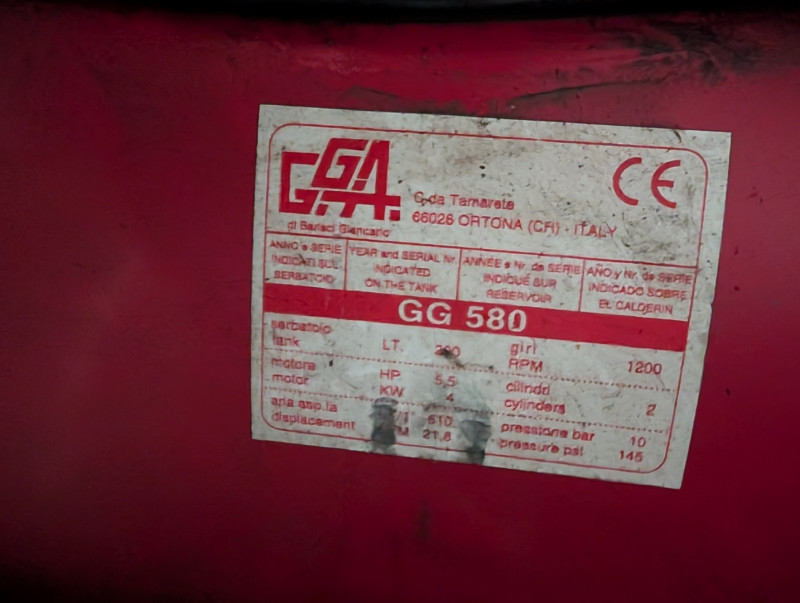 G.G.A.
CE
C.da Tamarete
66026 ORTONA (CH) - ITALY
di Giancarlo
ANNO e SERIE
INDICATI SUL
SERBATOIO
YEAR and SERIAL Nr.
INDICATED
ON THE TANK
ANNÉE e Nr. de SERIE
INDIQUÉ SUR
RESERVOIR
AÑO y Nr. de SERIE
INDICADO SOBRE
EL CALDERIN
GG 580
serbatoio
tank LT.
giri
RPM 1200
motore HP 5,5
motor KW 4
cilindri
cylinders 2
aria asp.ta 510
displacement 21,8
pressione bar 10
pressure psi 145